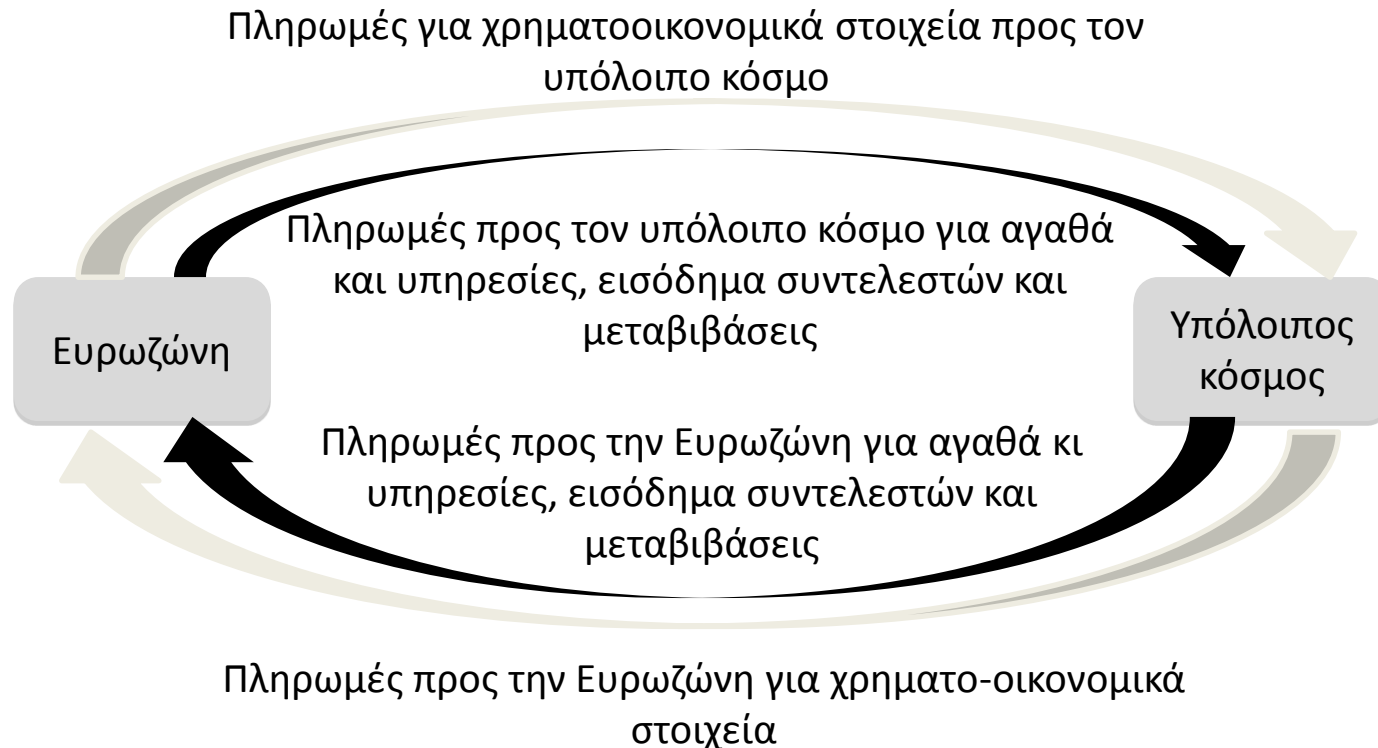 Πληρωμές για χρηματοοικονομικά στοιχεία προς τον
υπόλοιπο κόσμο
Πληρωμές προς τον υπόλοιπο κόσμο για αγαθά
και υπηρεσίες, εισόδημα συντελεστών και
μεταβιβάσεις
Ευρωζώνη
Υπόλοιπος
κόσμος
Πληρωμές προς την Ευρωζώνη για αγαθά κι
υπηρεσίες, εισόδημα συντελεστών και
μεταβιβάσεις
Πληρωμές προς την Ευρωζώνη για χρηματο-οικονομικά
στοιχεία